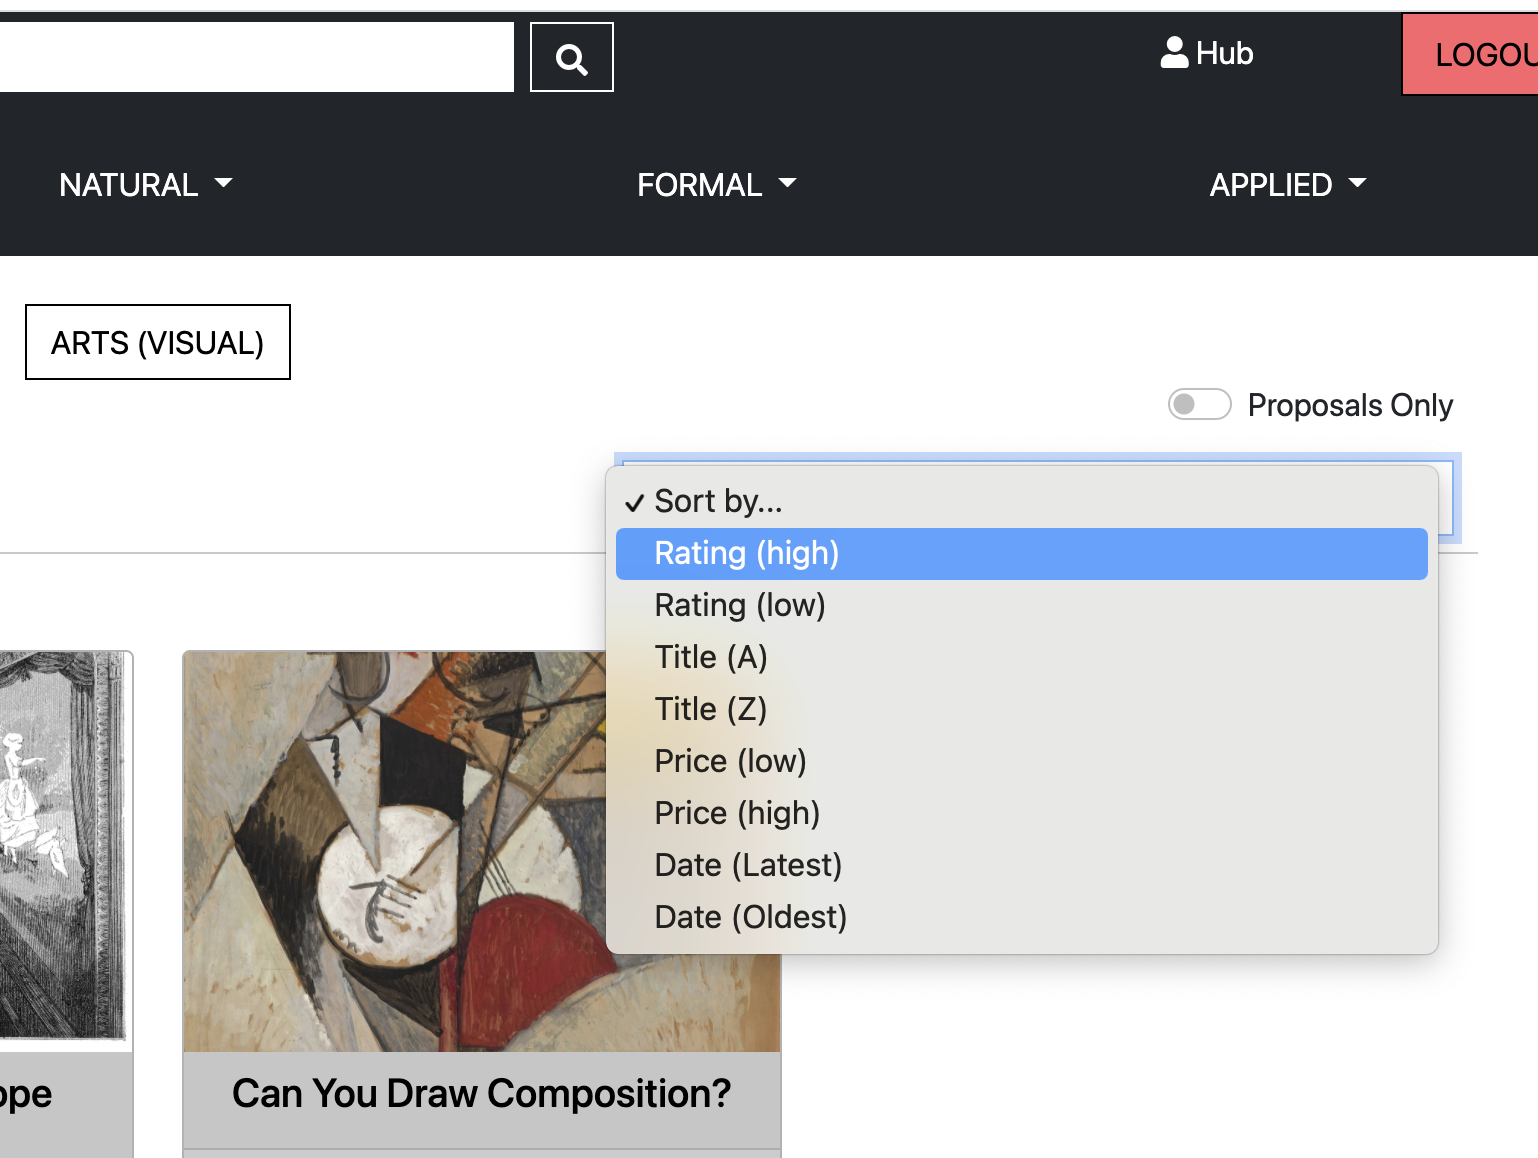 Hub
LOGOU
NATURAL
FORMAL
APPLIED
ARTS (VISUAL)
Proposals Only
Sort by...
Rating (high)
Rating (low)
Title (A)
Title (Z)
Price (low)
Price (high)
Date (Latest)
Date (Oldest)
ope
Can You Draw Composition?